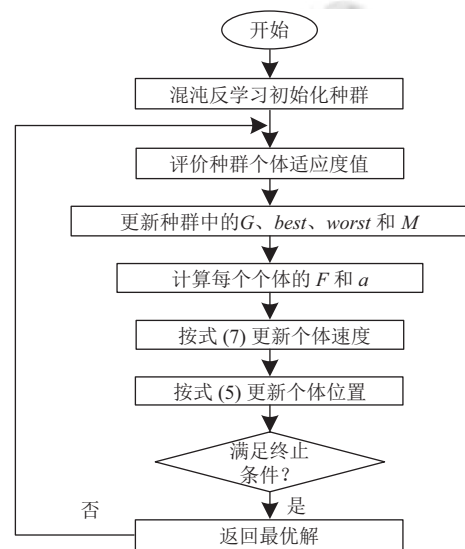 开始
混沌反学习初始化种群
评价种群个体适应度值
更新种群中的G、best、worst 和 M
计算每个个体的 F 和 a
按式 (7) 更新个体速度
按式 (5) 更新个体位置
满足终止
条件？
否
是
返回最优解